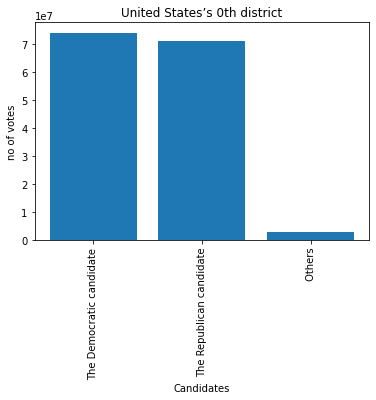 United States’s 0th district
1e7
no of votes
7
6
5
4
3
2
1
0
The Democratic candidate
The Republican candidate
Others
Candidates